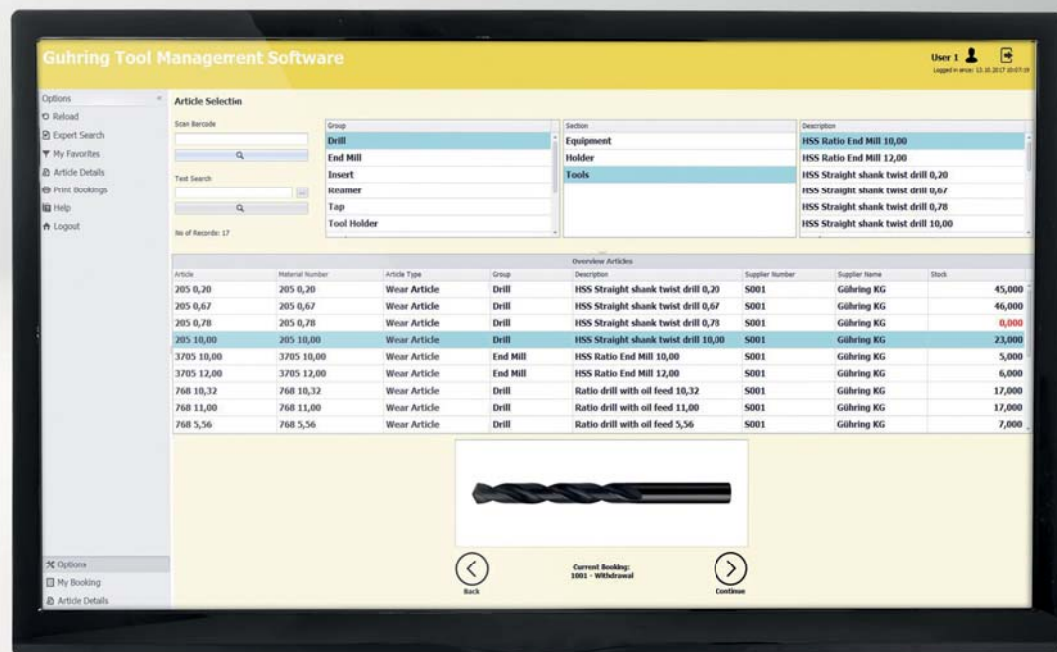 Guhring Tool Management Software
User 1
Logged in since: 13.10.2017 10:07:19
Options
Reload
Expert Search
My Favorites
Article Details
Print Bookings
Help
Logout
Article Selectin
Scan Barcode
Text Search
...
No of Records: 17
Group
Drill
End Mill
Insert
Reamer
Tap
Tool Holder
Section
Equipment
Holder
Tools
Description
HSS Ratio End Mill 10,00
HSS Ratio End Mill 12,00
HSS Straight shank twist drill 0,20
HSS Straight shank twist drill 0,67
HSS Straight shank twist drill 0,78
HSS Straight shank twist drill 10,00
Overview Articles
Article Material Number Article Type Group Description Supplier Number Supplier Name Stock
205 0,20 205 0,20 Wear Article Drill HSS Straight shank twist drill 0,20 S001 Gühring KG 45,000
205 0,67 205 0,67 Wear Article Drill HSS Straight shank twist drill 0,67 S001 Gühring KG 46,000
205 0,78 205 0,78 Wear Article Drill HSS Straight shank twist drill 0,78 S001 Gühring KG 0,000
205 10,00 205 10,00 Wear Article Drill HSS Straight shank twist drill 10,00 S001 Gühring KG 23,000
3705 10,00 3705 10,00 Wear Article End Mill HSS Ratio End Mill 10,00 S001 Gühring KG 5,000
3705 12,00 3705 12,00 Wear Article End Mill HSS Ratio End Mill 12,00 S001 Gühring KG 6,000
768 10,32 768 10,32 Wear Article Drill Ratio drill with oil feed 10,32 S001 Gühring KG 17,000
768 11,00 768 11,00 Wear Article Drill Ratio drill with oil feed 11,00 S001 Gühring KG 17,000
768 5,56 768 5,56 Wear Article Drill Ratio drill with oil feed 5,56 S001 Gühring KG 7,000
Back
Current Booking:
1001 - Withdrawal
Continue
Options
My Booking
Article Details